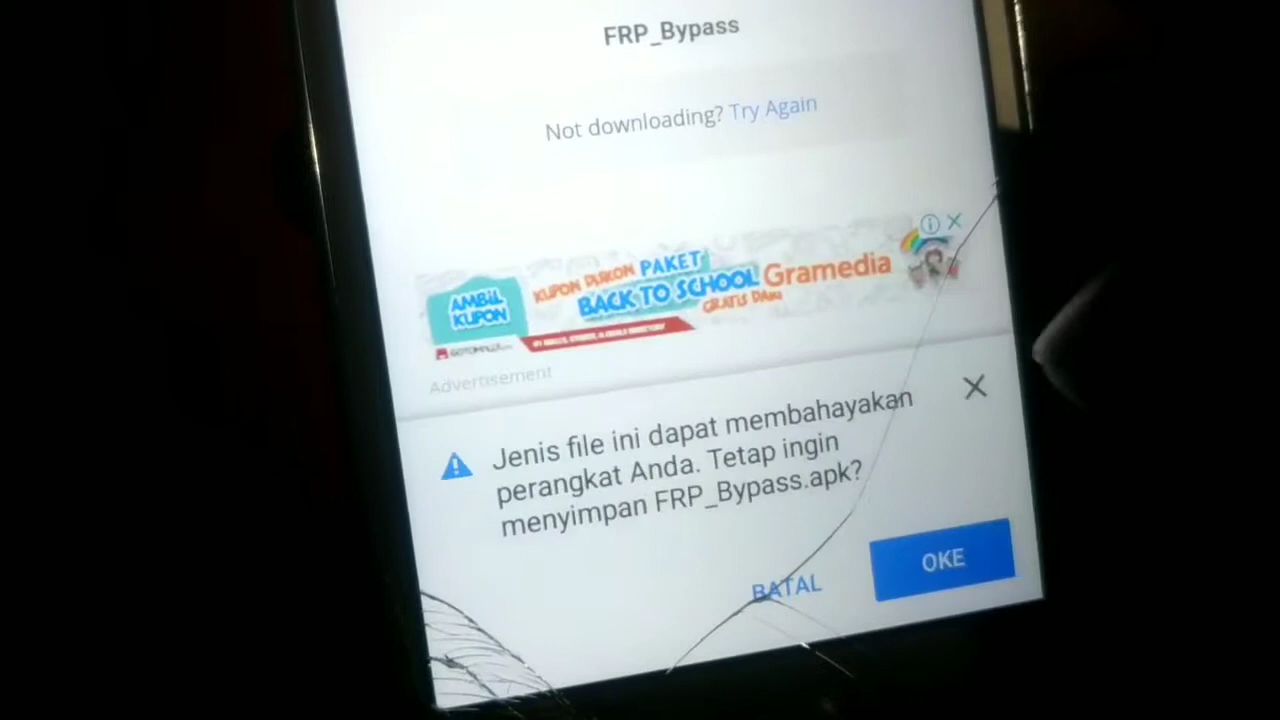 FRP_Bypass
Not downloading? Try Again
KUPON DISKON PAKET
BACK TO SCHOOL Gramedia
AMBIL
KUPON
GRATIS
Advertisement
Jenis file ini dapat membahayakan
perangkat Anda. Tetap ingin
menyimpan FRP_Bypass.apk?
BATAL
OKE